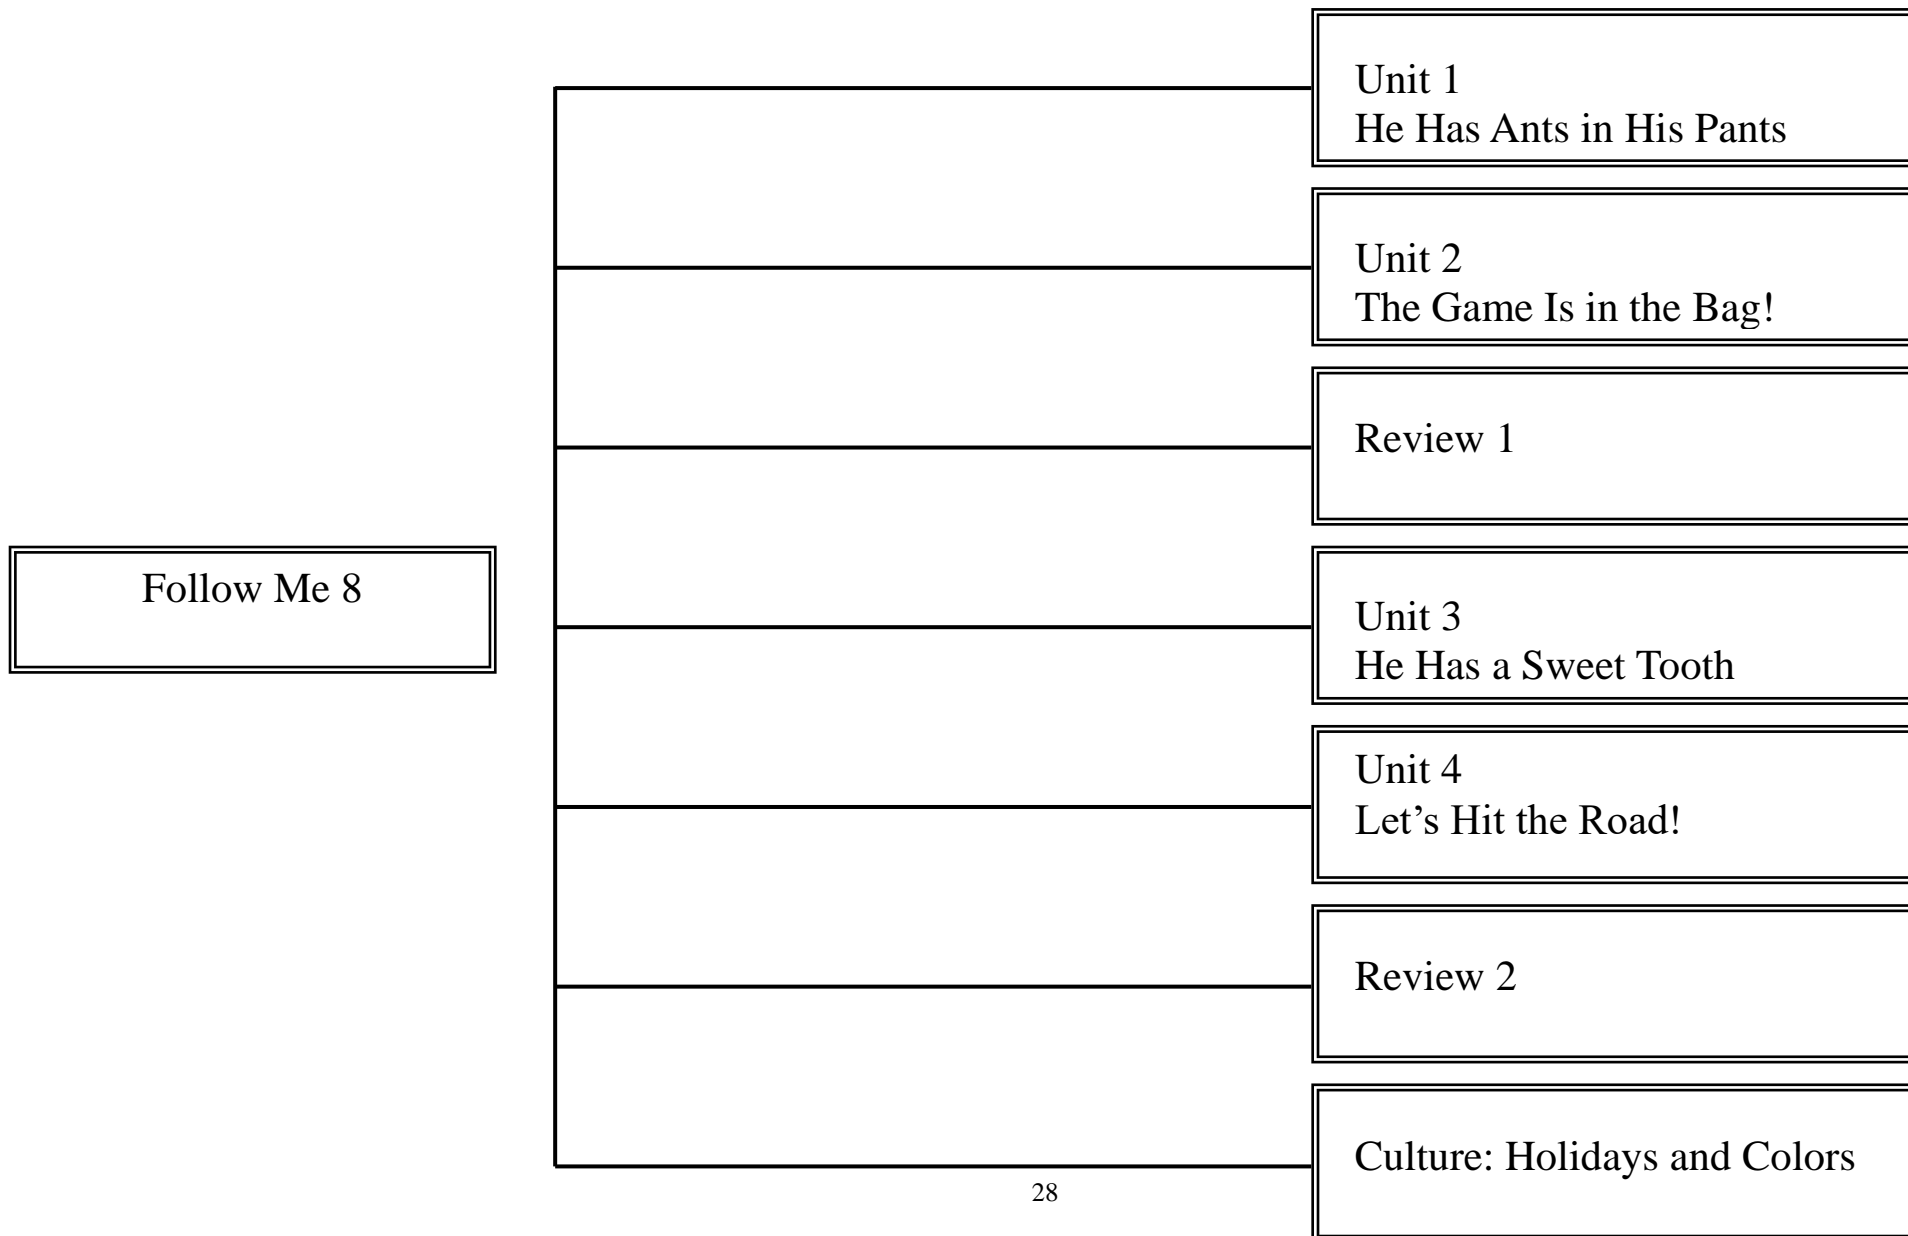 Follow Me 8
Unit 1
He Has Ants in His Pants
Unit 2
The Game Is in the Bag!
Review 1
Unit 3
He Has a Sweet Tooth
Unit 4
Let’s Hit the Road!
Review 2
Culture: Holidays and Colors
28